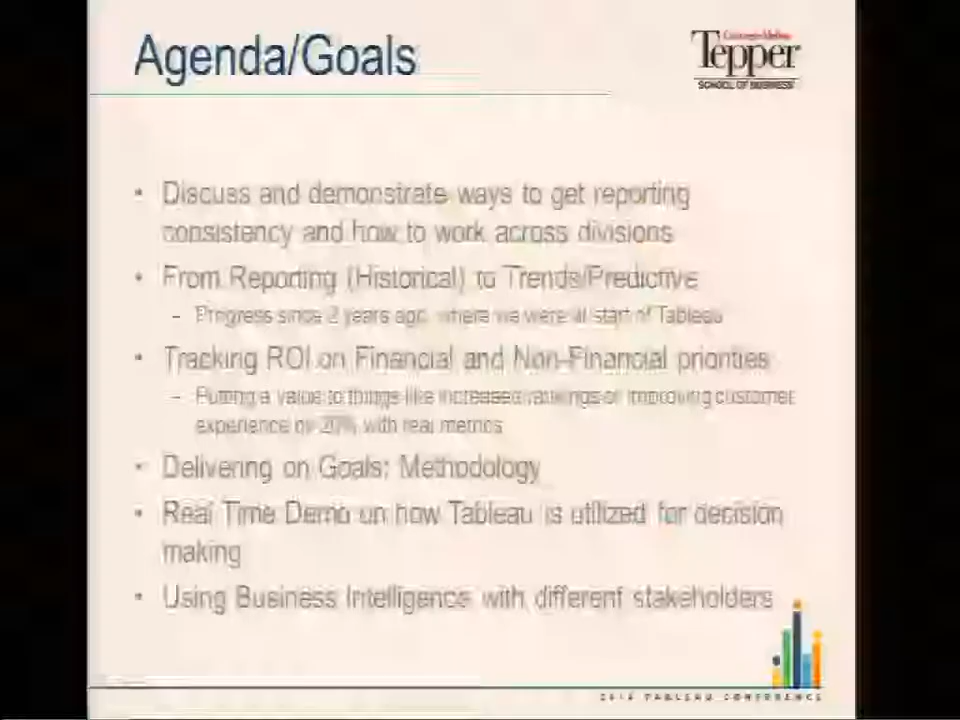 Agenda/Goals
Carnegie Mellon
Tepper
SCHOOL OF BUSINESS
• Discuss and demonstrate ways to get reporting
consistency and how to work across divisions
• From Reporting (Historical) to Trends/Predictive
– Progress since 2 years ago, where we were at start of Tableau
• Tracking ROI on Financial and Non-Financial priorities
– Putting a value to things like increased rankings or improving customer
experience by 20% with real metrics
• Delivering on Goals: Methodology
• Real Time Demo on how Tableau is utilized for decision
making
• Using Business Intelligence with different stakeholders
TABLEAU CONFERENCE